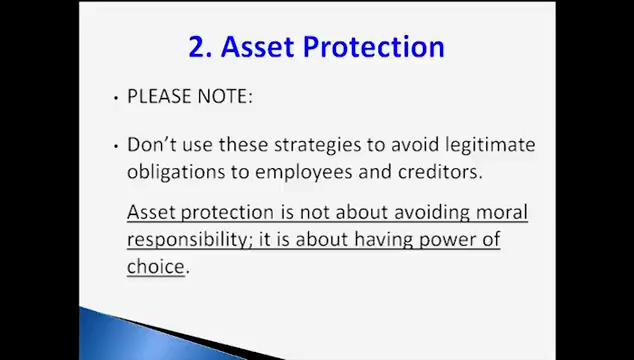 2. Asset Protection
• PLEASE NOTE:
• Don't use these strategies to avoid legitimate
obligations to employees and creditors.
Asset protection is not about avoiding moral
responsibility; it is about having power of
choice.